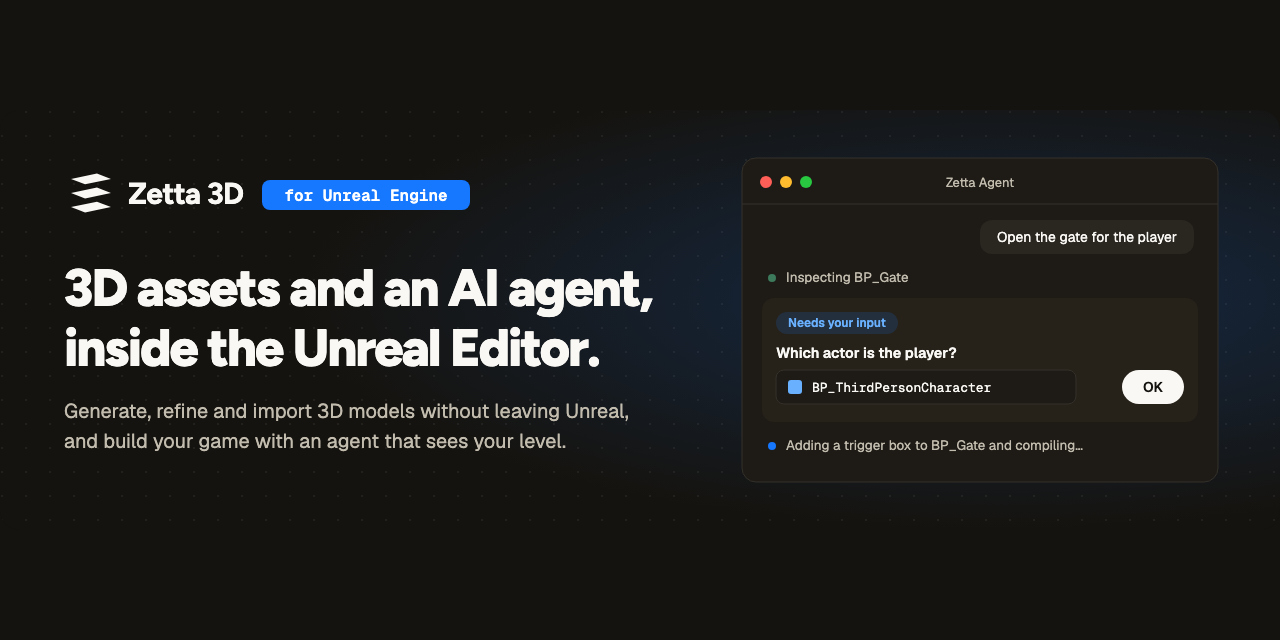 Zetta 3D
for Unreal Engine
3D assets and an AI agent,
inside the Unreal Editor.
Generate, refine and import 3D models without leaving Unreal,
and build your game with an agent that sees your level.
Zetta Agent
Open the gate for the player
Inspecting BP_Gate
Needs your input
Which actor is the player?
BP_ThirdPersonCharacter
OK
Adding a trigger box to BP_Gate and compiling…